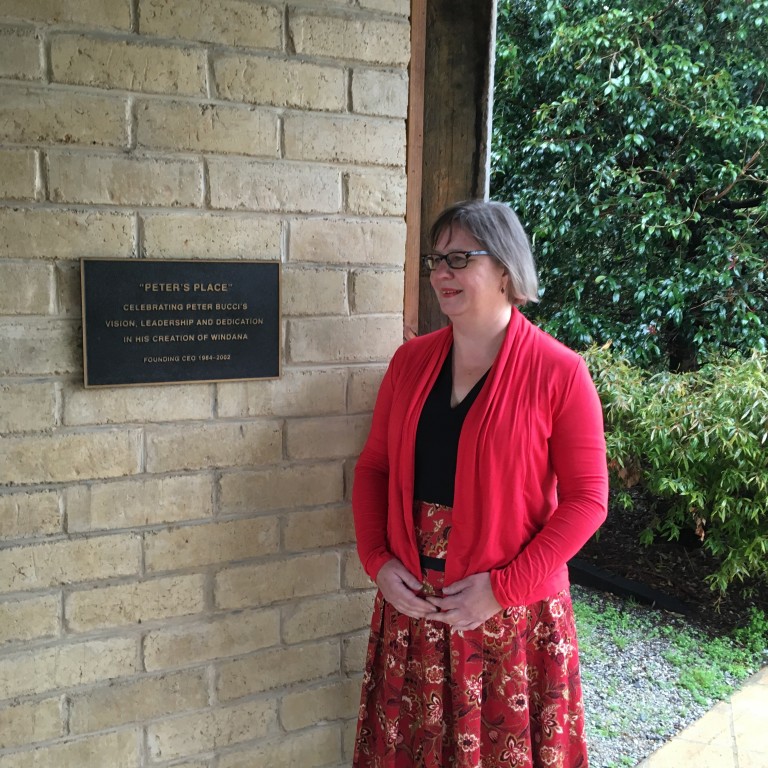 "PETER'S PLACE"
CELEBRATING PETER BUCCI'S
VISION, LEADERSHIP AND DEDICATION
IN HIS CREATION OF WINDANA
FOUNDING CEO 1984-2002